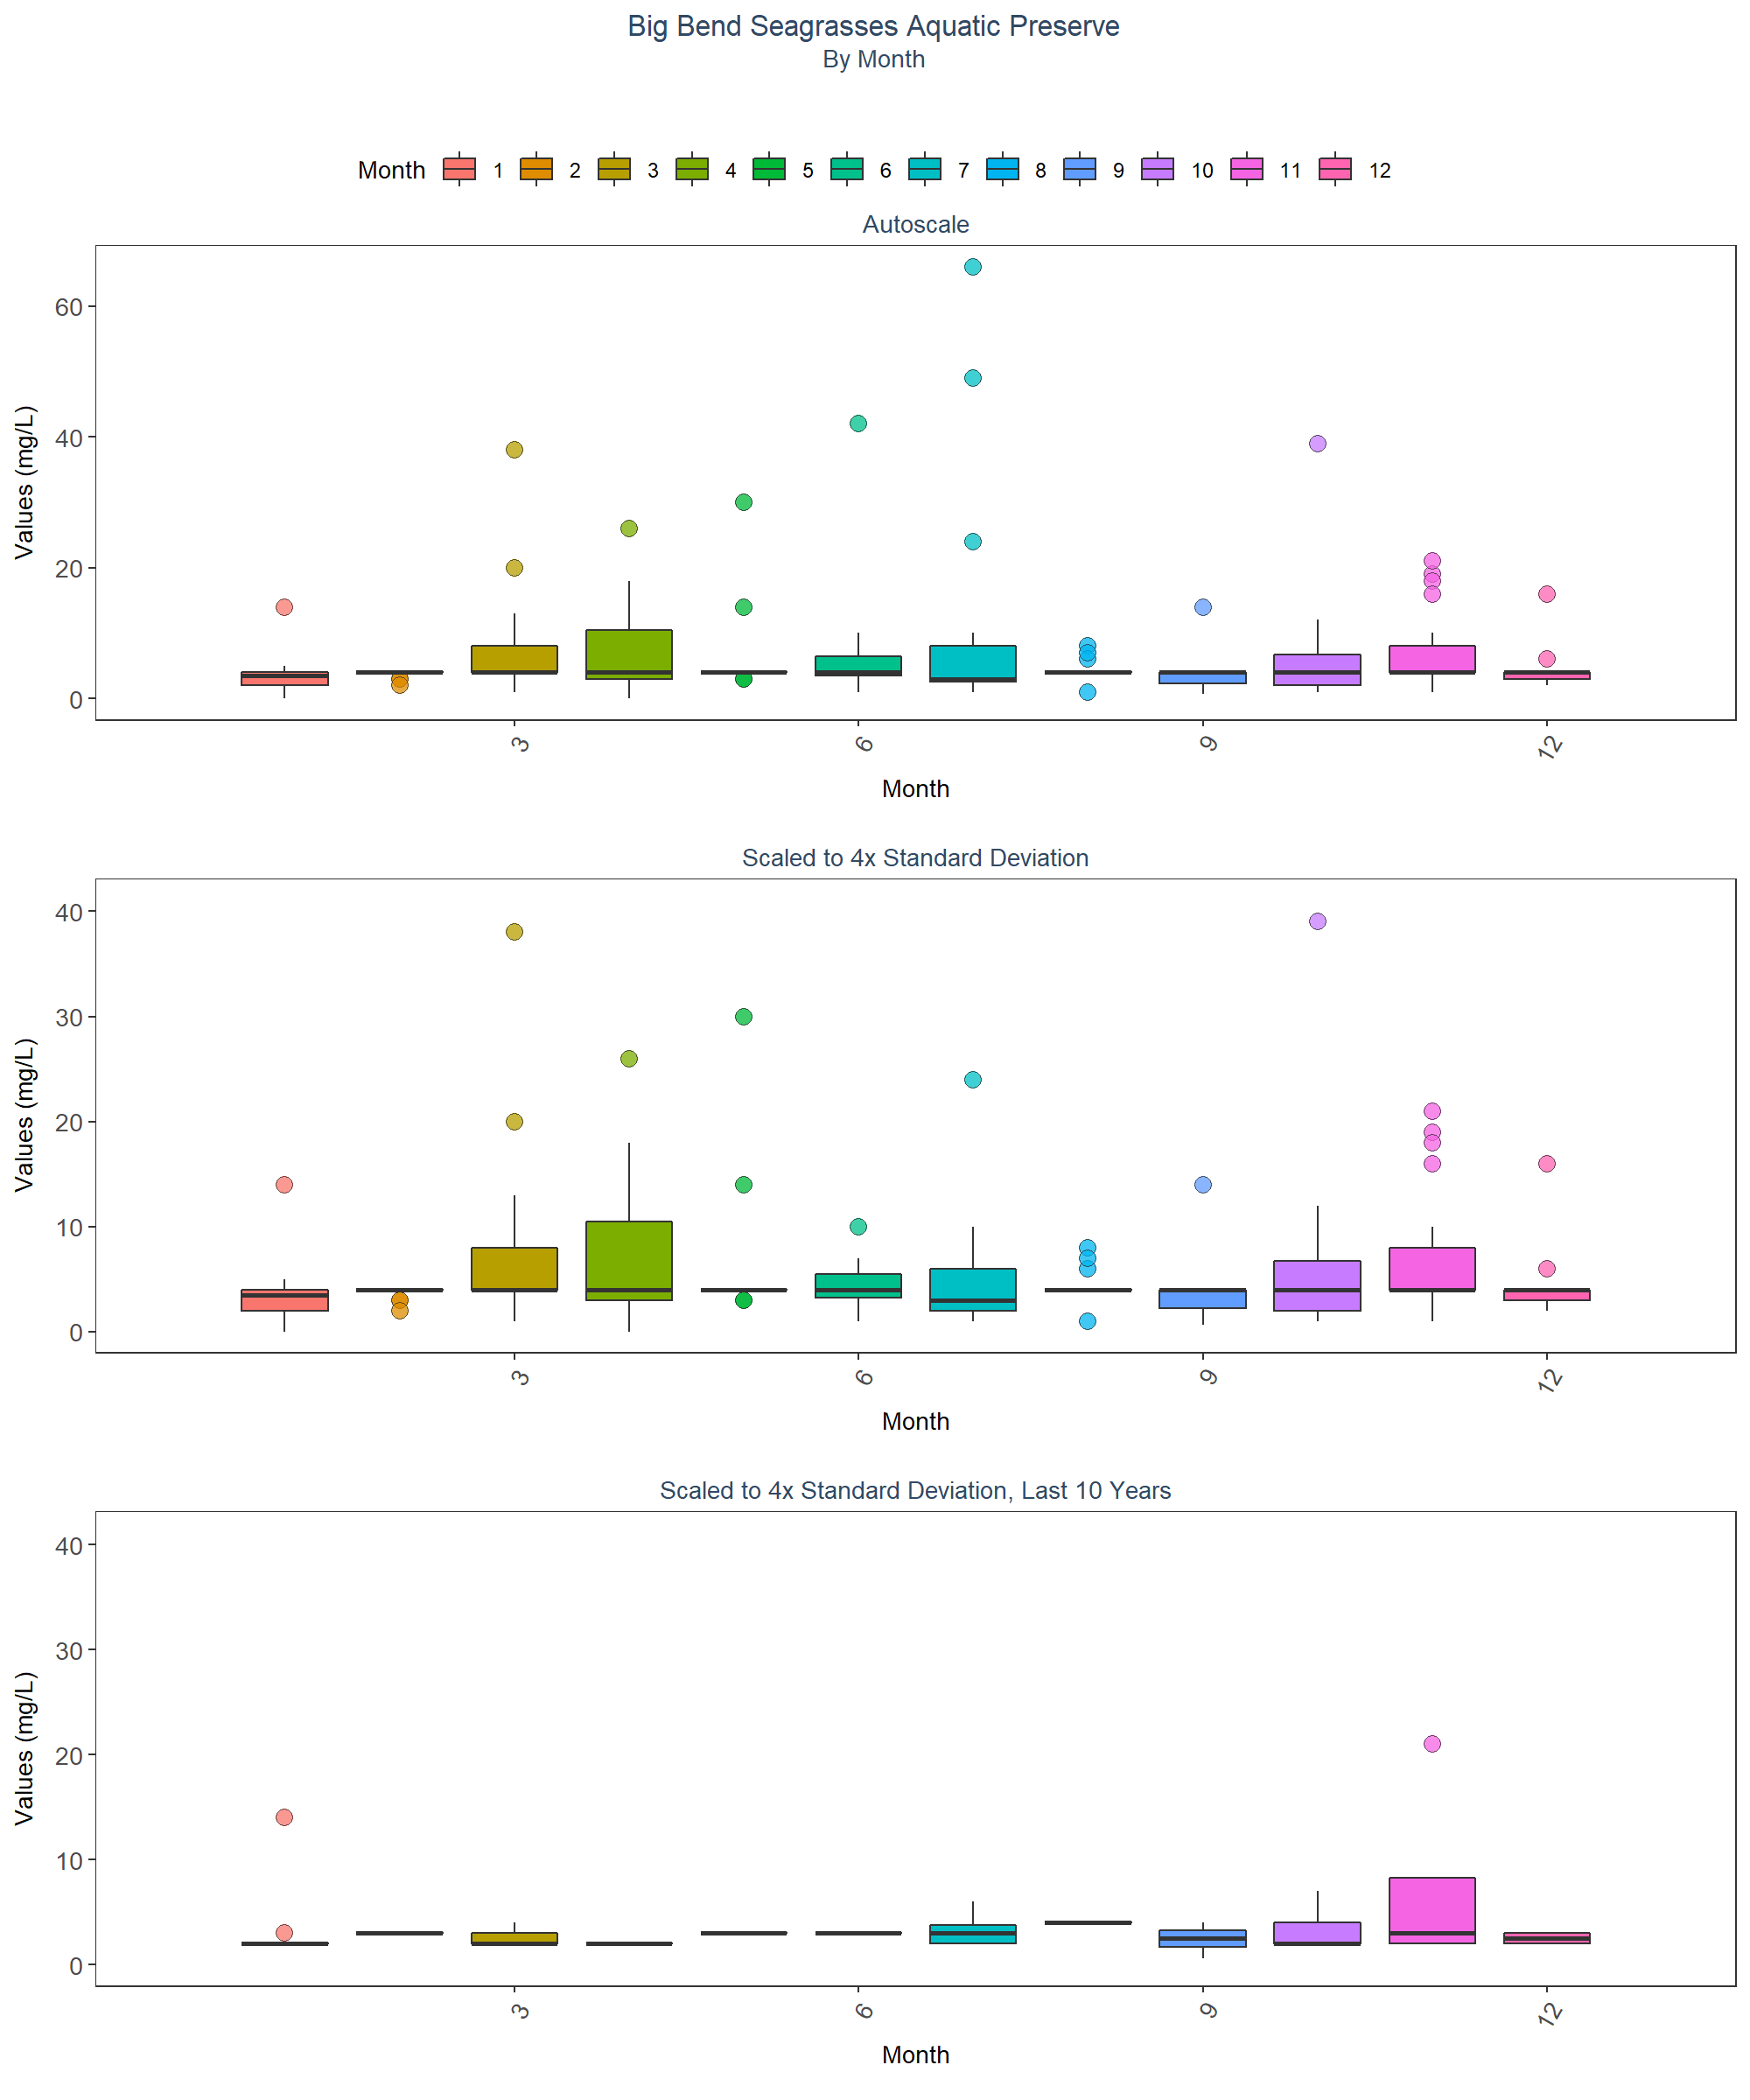 Big Bend Seagrasses Aquatic Preserve
By Month
Month 1 2 3 4 5 6 7 8 9 10 11 12
Autoscale
Values (mg/L)
60
40
20
0
3 6 9 12
Month
Scaled to 4x Standard Deviation
Values (mg/L)
40
30
20
10
0
3 6 9 12
Month
Scaled to 4x Standard Deviation, Last 10 Years
Values (mg/L)
40
30
20
10
0
3 6 9 12
Month